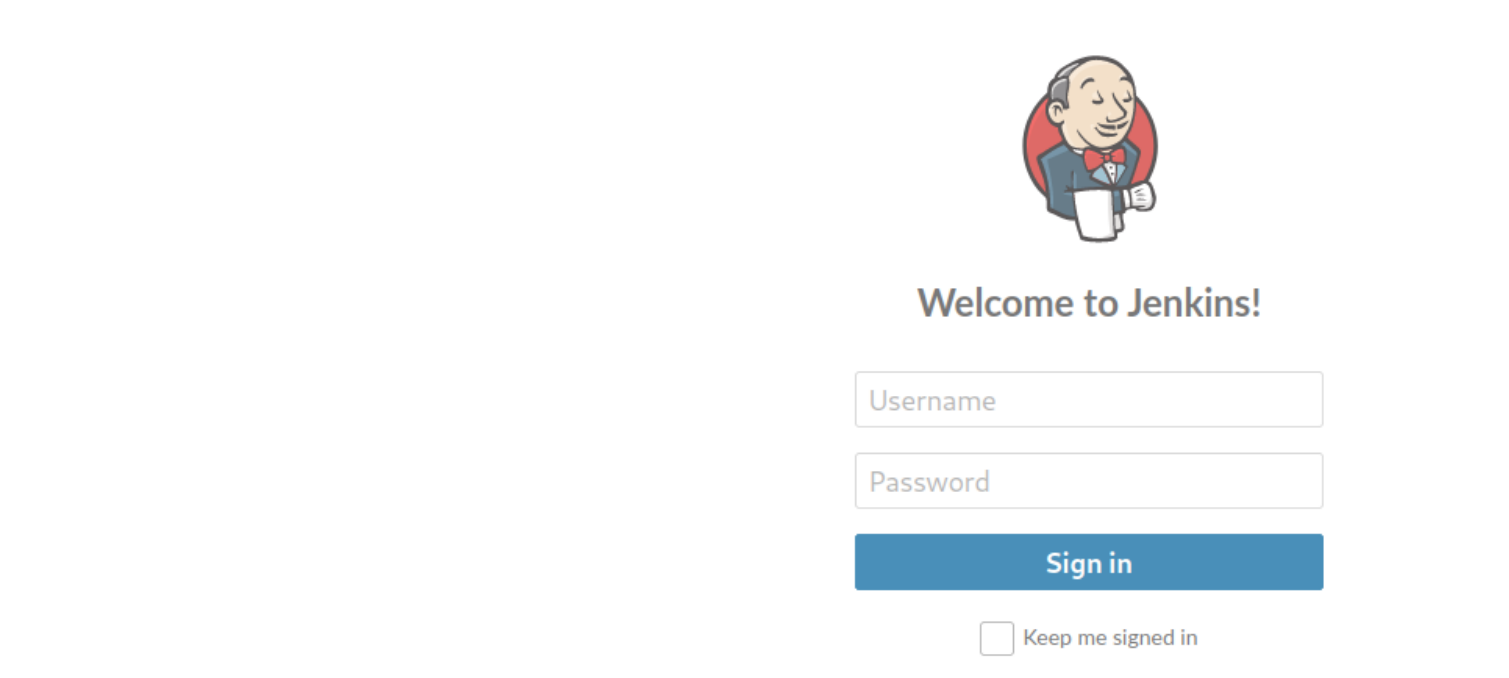 Welcome to Jenkins!
Username
Password
Sign in
Keep me signed in